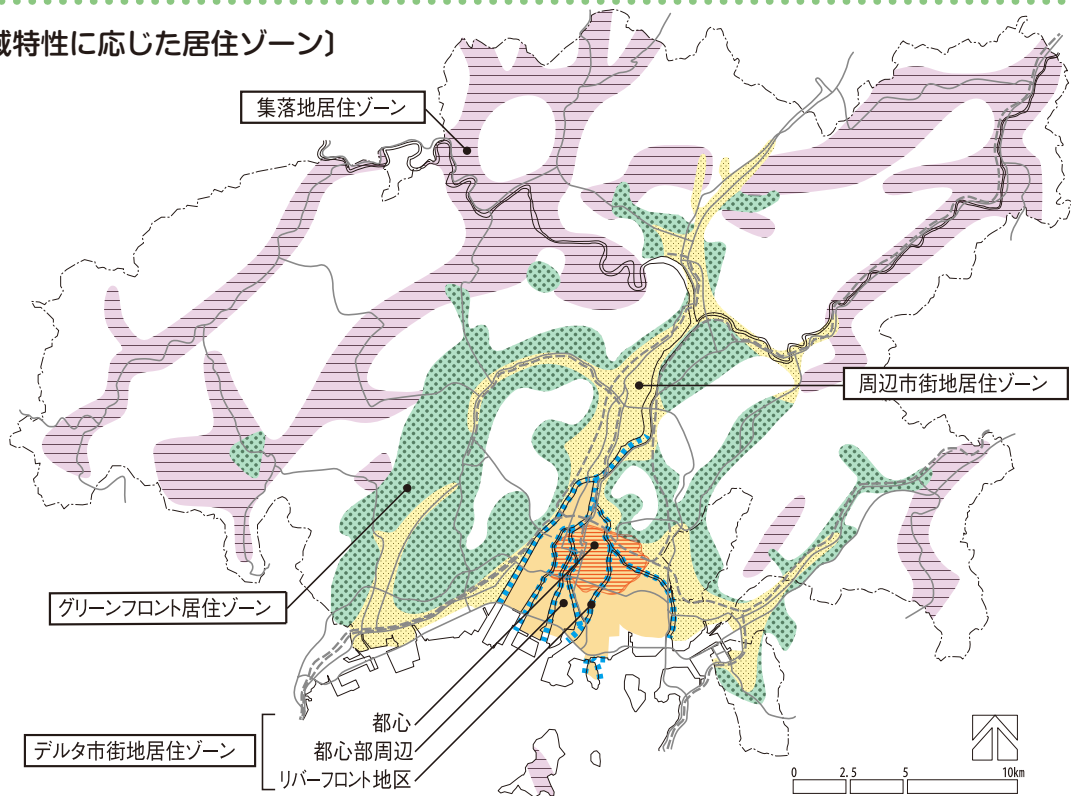 域特性に応じた居住ゾーン〕
集落地居住ゾーン
周辺市街地居住ゾーン
グリーンフロント居住ゾーン
デルタ市街地居住ゾーン
都心
都心部周辺
リバーフロント地区
0 2.5 5 10km